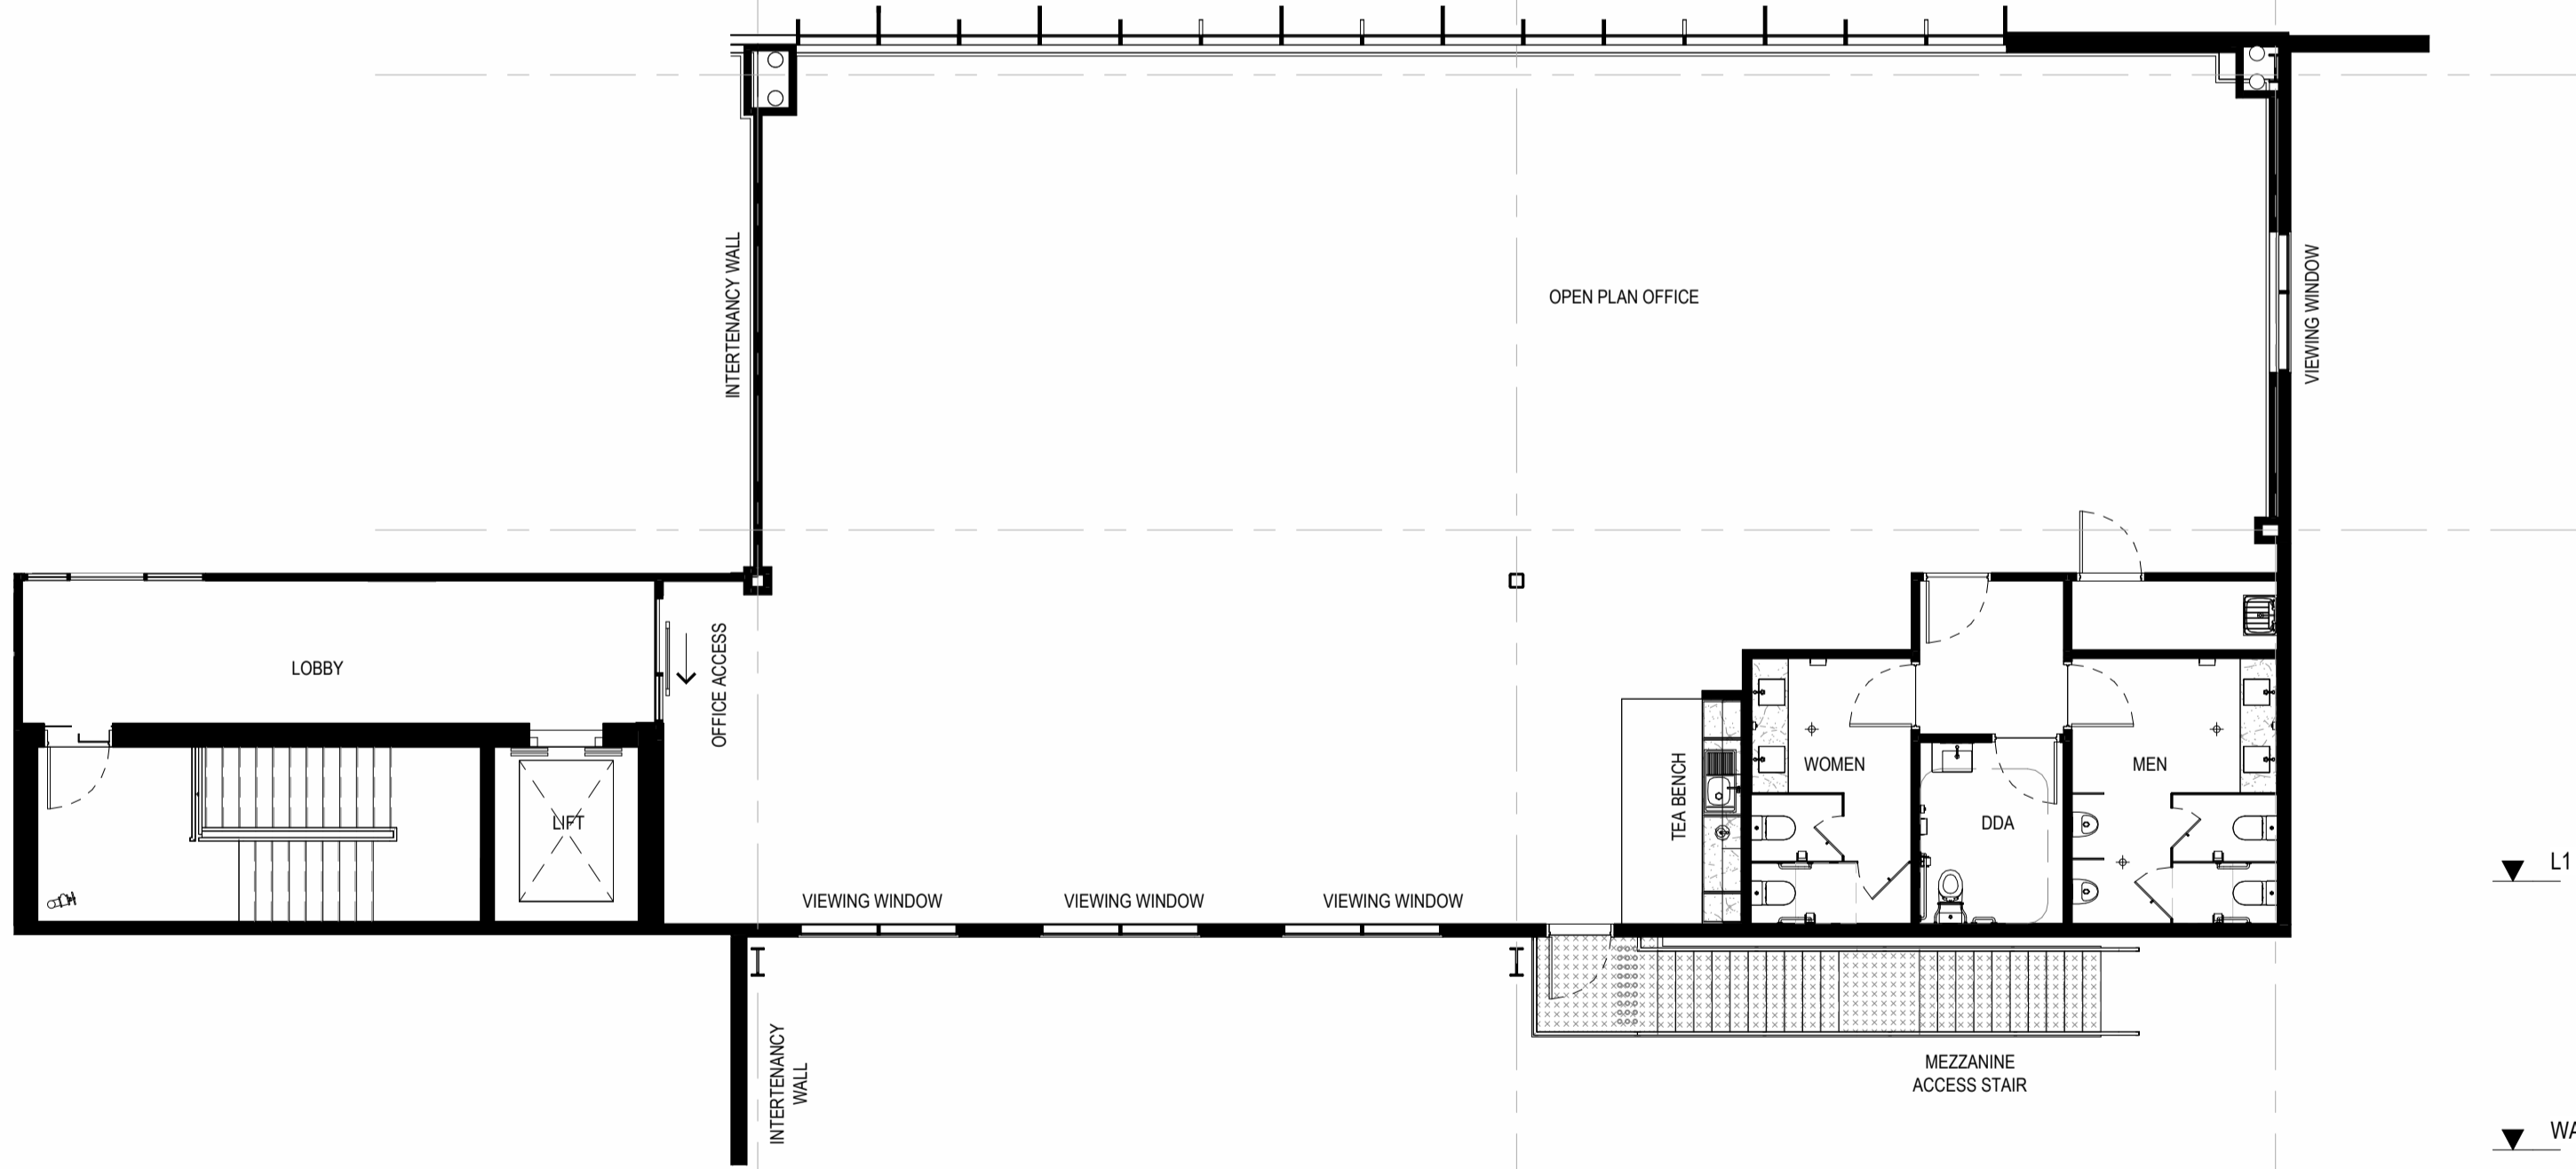 INTERTENANCY WALL
OPEN PLAN OFFICE
VIEWING WINDOW
LOBBY
OFFICE ACCESS
LIFT
TEA BENCH
WOMEN
DDA
MEN
L1
VIEWING WINDOW
VIEWING WINDOW
VIEWING WINDOW
INTERTENANCY
WALL
MEZZANINE
ACCESS STAIR
WA